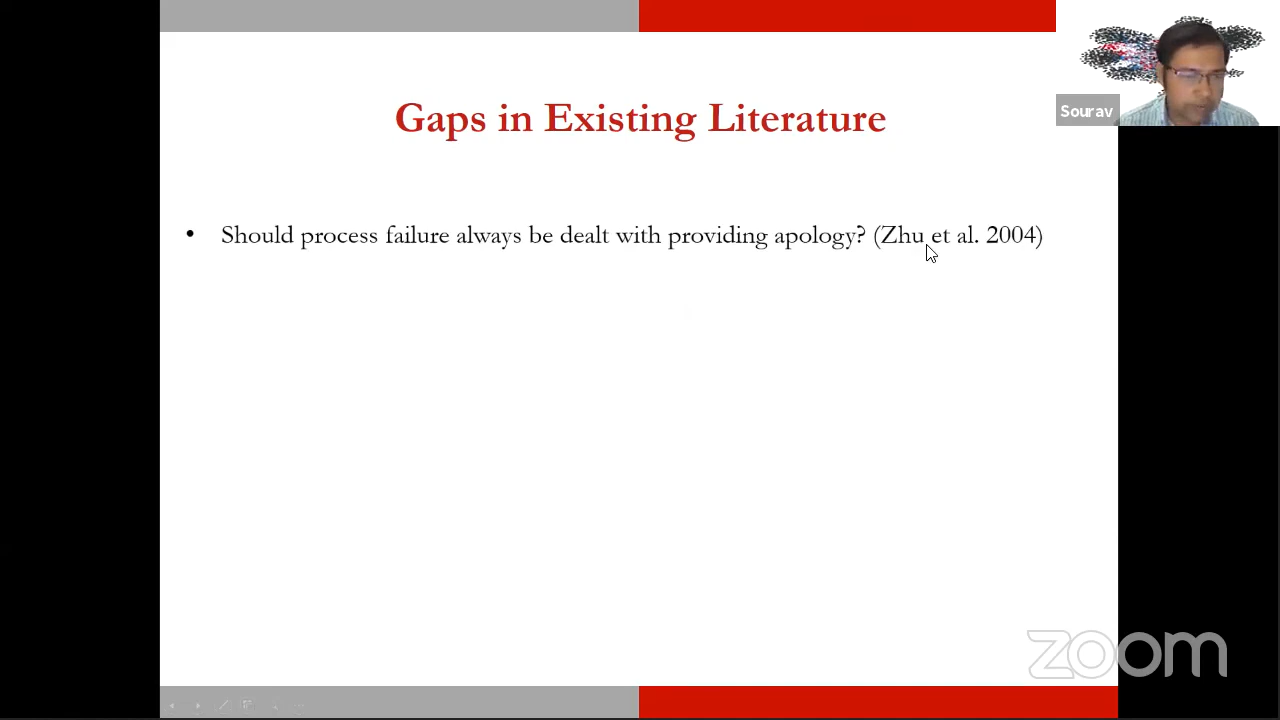 Sourav
Gaps in Existing Literature
• Should process failure always be dealt with providing apology? (Zhu et al. 2004)
zoom